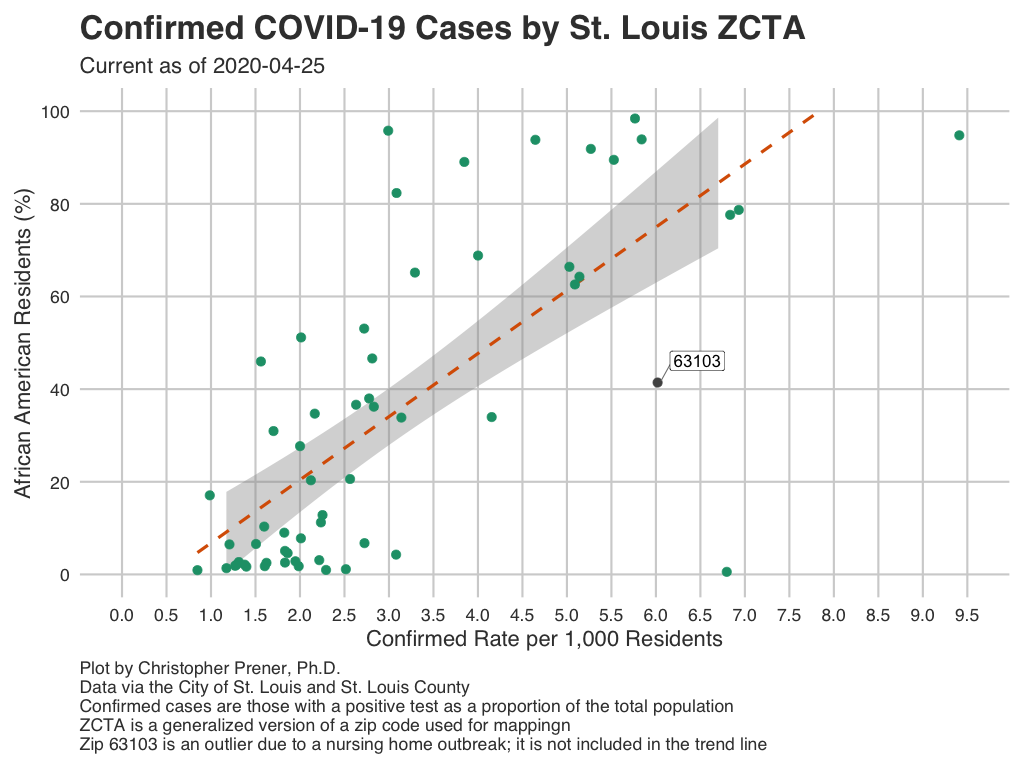 Confirmed COVID-19 Cases by St. Louis ZCTA
Current as of 2020-04-25
African American Residents (%)
100
80
60
40
20
0
63103
0.0 0.5 1.0 1.5 2.0 2.5 3.0 3.5 4.0 4.5 5.0 5.5 6.0 6.5 7.0 7.5 8.0 8.5 9.0 9.5
Confirmed Rate per 1,000 Residents
Plot by Christopher Prener, Ph.D.
Data via the City of St. Louis and St. Louis County
Confirmed cases are those with a positive test as a proportion of the total population
ZCTA is a generalized version of a zip code used for mappingn
Zip 63103 is an outlier due to a nursing home outbreak; it is not included in the trend line